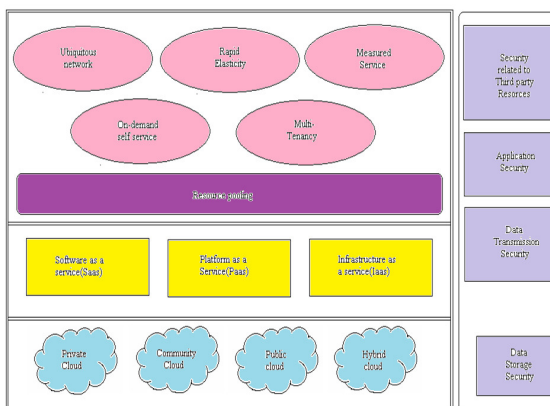 Ubiquitous
network
Rapid
Elasticity
Measured
Service
On-demand
self service
Multi-
Tenancy
Resource pooling
Software as a
service(Saas)
Platform as a
Service(Paas)
Infrastructure as
a service(Iaas)
Private
Cloud
Community
Cloud
Public
cloud
Hybrid
cloud
Security
related to
Third party
Resorces
Application
Security
Data
Transmission
Security
Data
Storage
Security